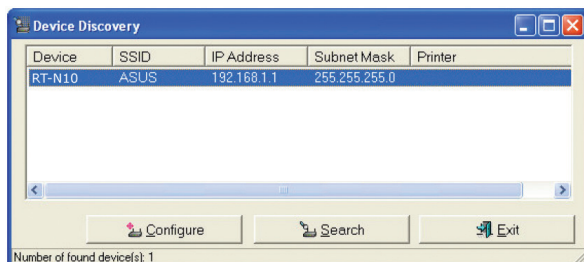 Device Discovery
Device SSID IP Address Subnet Mask Printer
RT-N10 ASUS 192.168.1.1 255.255.255.0
Configure Search Exit
Number of found device(s): 1